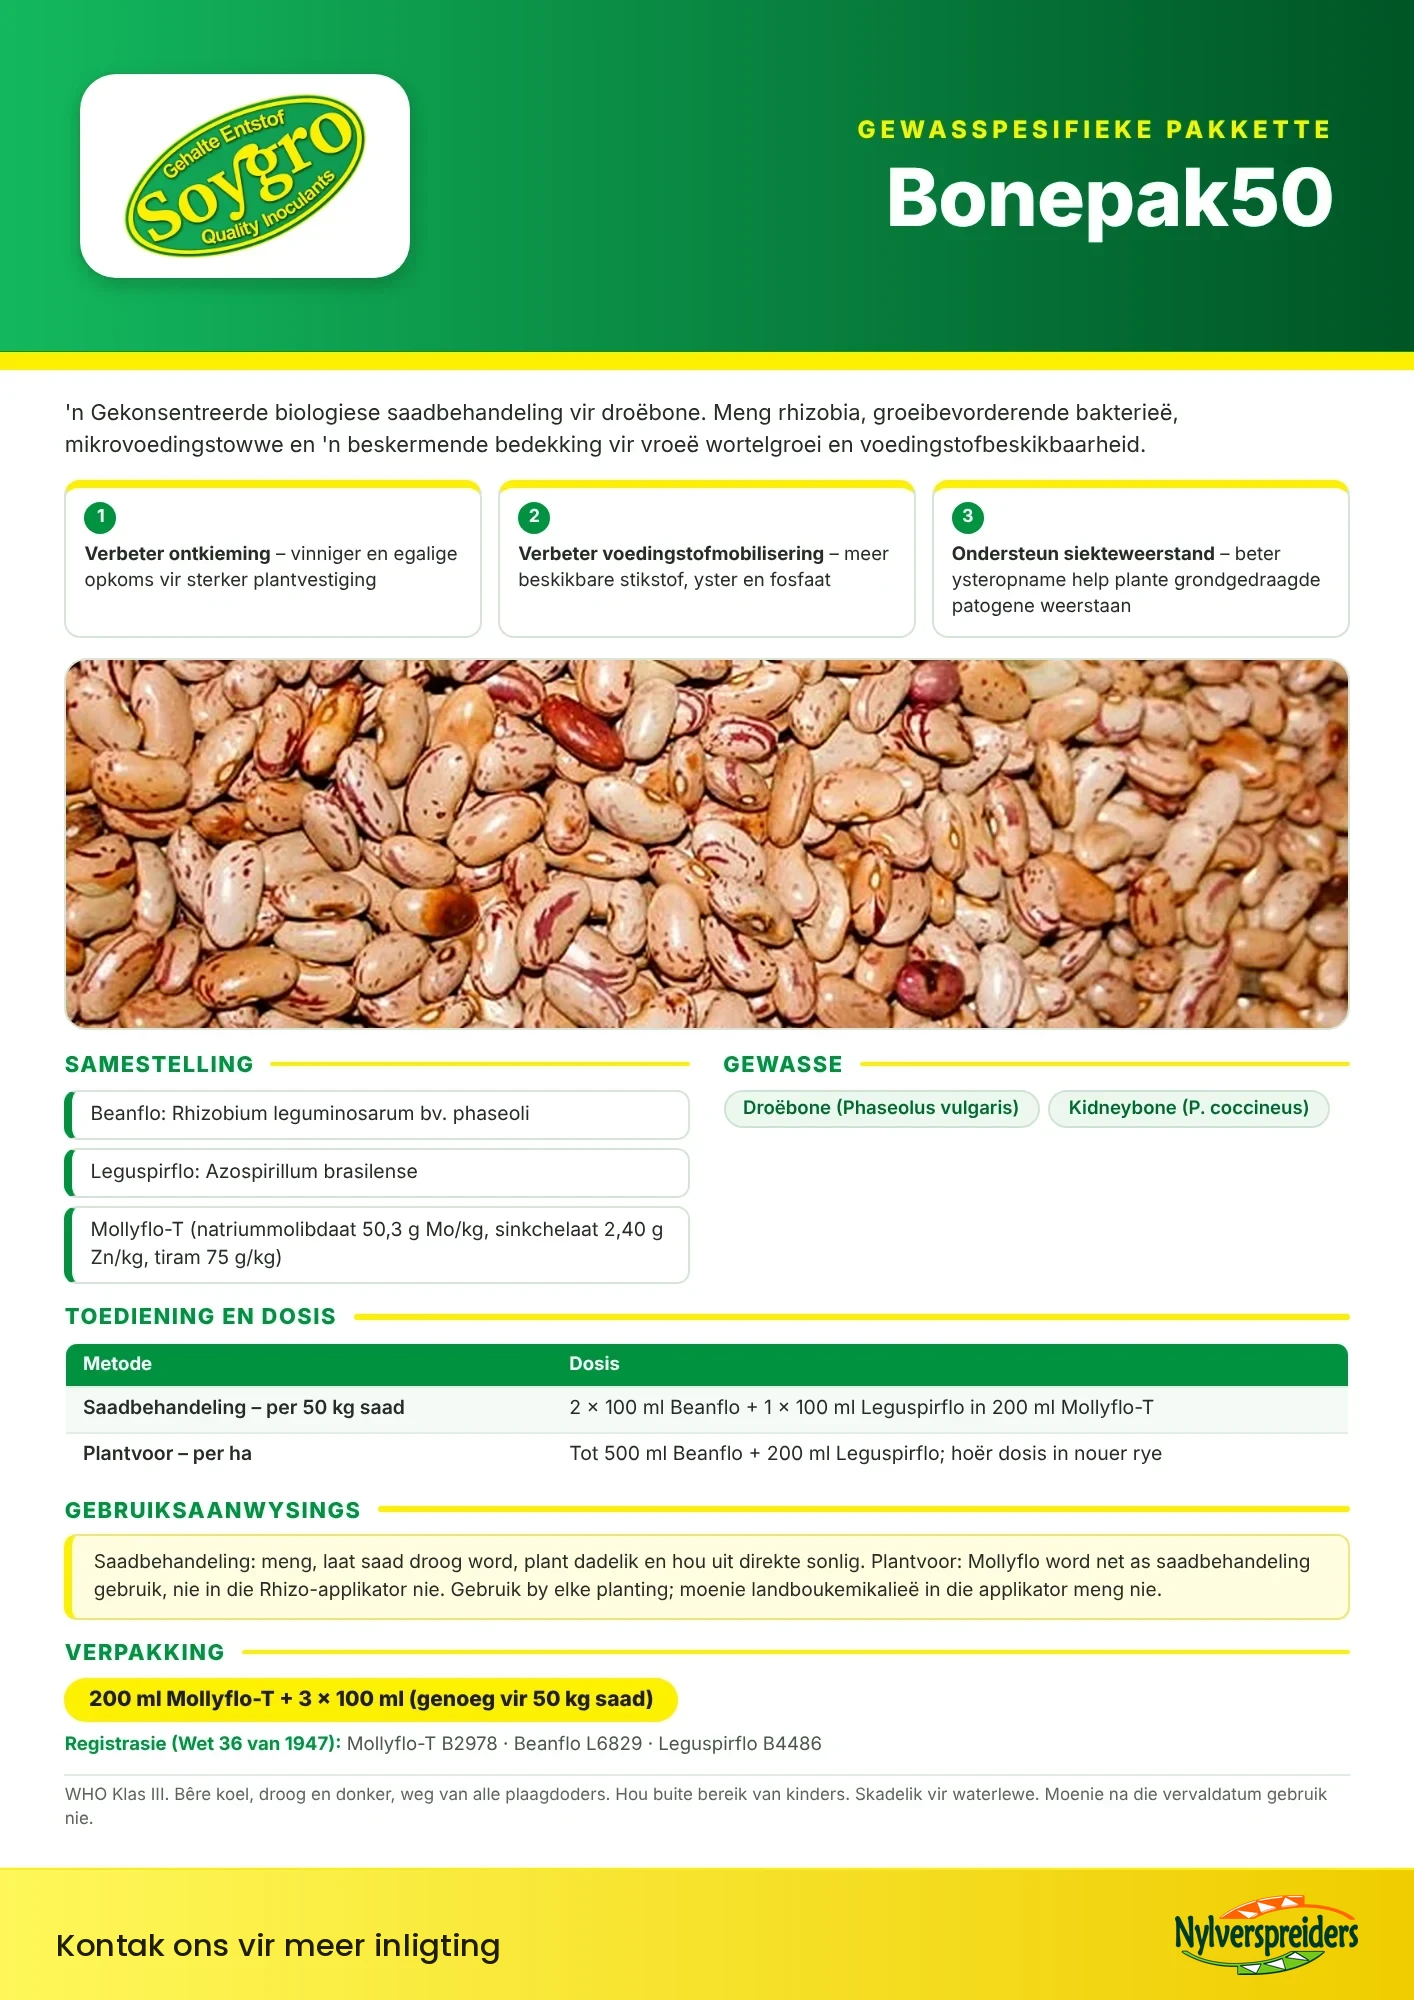 Gehalte Entstof
Soygro
Quality Inoculants
GEWASSPESIFIEKE PAKKETTE
Bonepak50
'n Gekonsentreerde biologiese saadbehandeling vir droëbone. Meng rhizobia, groeibevorderende bakterieë,
mikrovoedingstowwe en 'n beskermende bedekking vir vroeë wortelgroei en voedingstofbeskikbaarheid.
1
Verbeter ontkieming – vinniger en egalige
opkoms vir sterker plantvestiging
2
Verbeter voedingstofmobilisering – meer
beskikbare stikstof, yster en fosfaat
3
Ondersteun siekteweerstand – beter
ysteropname help plante grondgedraagde
patogene weerstaan
SAMESTELLING
Beanflo: Rhizobium leguminosarum bv. phaseoli
Leguspirflo: Azospirillum brasilense
Mollyflo-T (natriummolibdaat 50,3 g Mo/kg, sinkchelaat 2,40 g
Zn/kg, tiram 75 g/kg)
GEWASSE
Droëbone (Phaseolus vulgaris)
Kidneybone (P. coccineus)
TOEDIENING EN DOSIS
Metode Dosis
Saadbehandeling – per 50 kg saad 2 × 100 ml Beanflo + 1 × 100 ml Leguspirflo in 200 ml Mollyflo-T
Plantvoor – per ha Tot 500 ml Beanflo + 200 ml Leguspirflo; hoër dosis in nouer rye
GEBRUIKSAANWYSINGS
Saadbehandeling: meng, laat saad droog word, plant dadelik en hou uit direkte sonlig. Plantvoor: Mollyflo word net as saadbehandeling
gebruik, nie in die Rhizo-applikator nie. Gebruik by elke planting; moenie landboukemikalieë in die applikator meng nie.
VERPAKKING
200 ml Mollyflo-T + 3 × 100 ml (genoeg vir 50 kg saad)
Registrasie (Wet 36 van 1947): Mollyflo-T B2978 · Beanflo L6829 · Leguspirflo B4486
WHO Klas III. Bêre koel, droog en donker, weg van alle plaagdoders. Hou buite bereik van kinders. Skadelik vir waterlewe. Moenie na die vervaldatum gebruik
nie.
Kontak ons vir meer inligting
Nylverspreiders